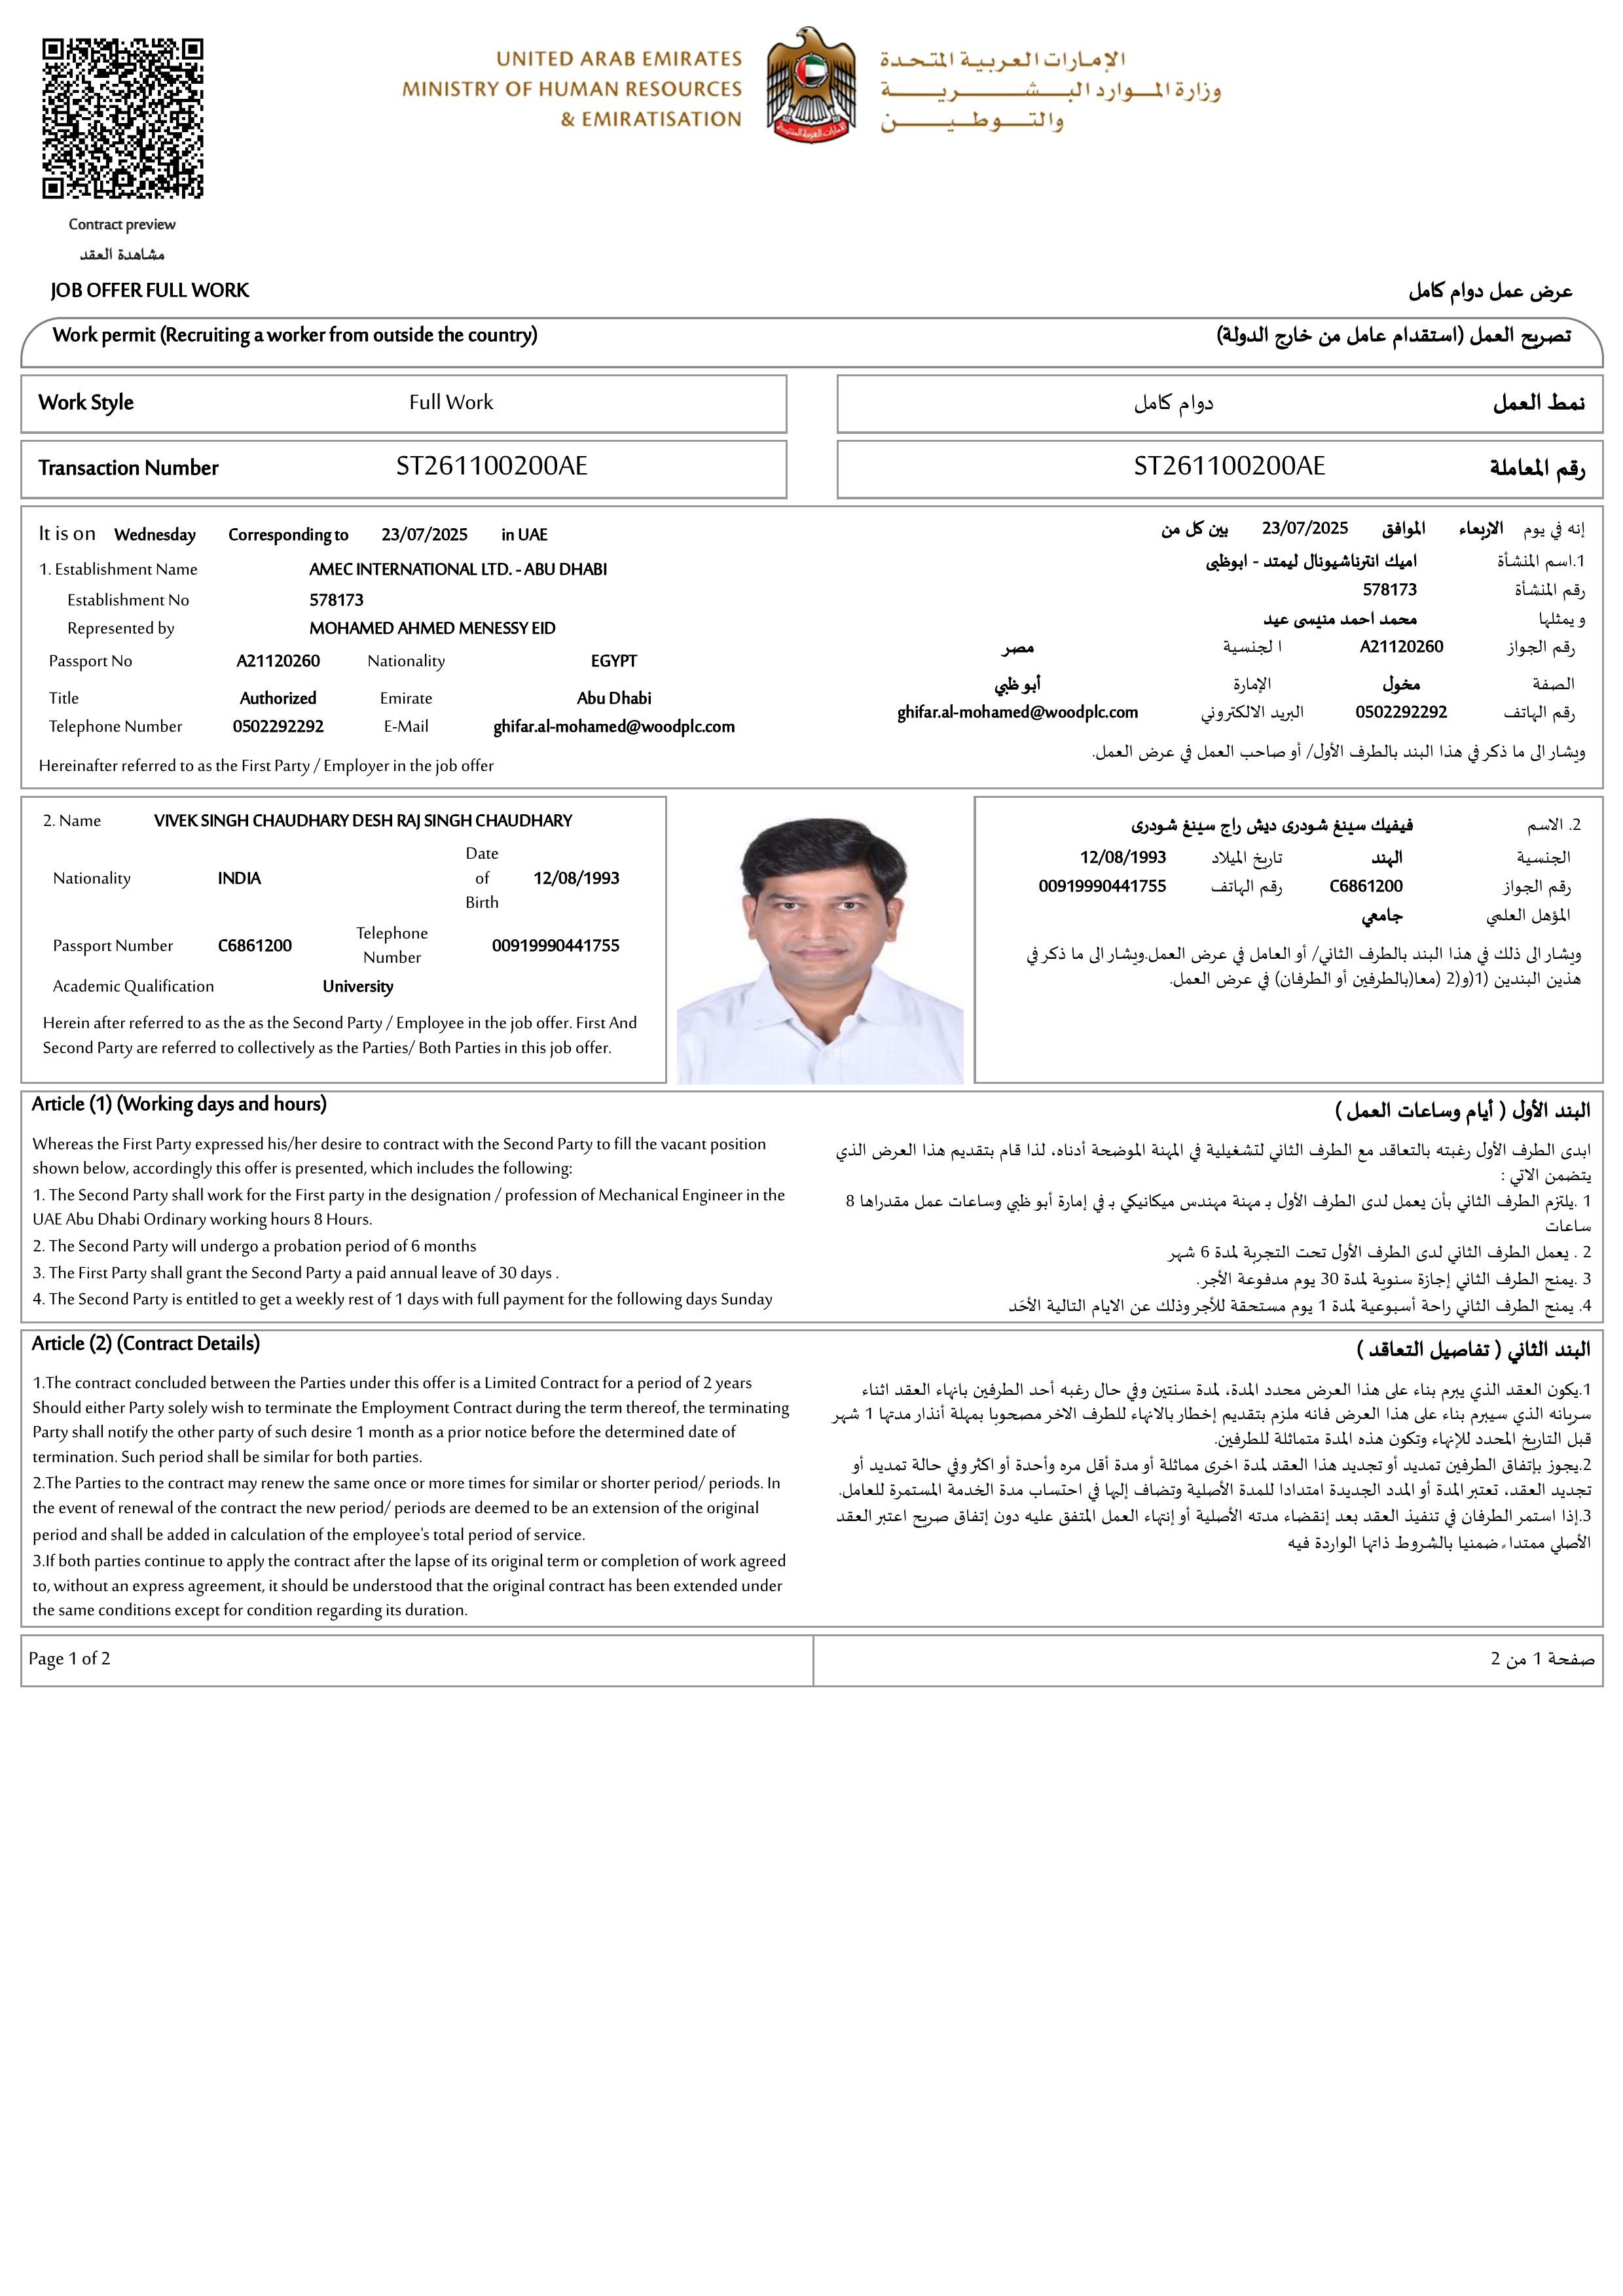 UNITED ARAB EMIRATES
MINISTRY OF HUMAN RESOURCES
& EMIRATISATION
الإمارات العربية المتحدة
وزارة الموارد البشرية
والتوطين
Contract preview
مشاهدة العقد
JOB OFFER FULL WORK
عرض عمل دوام كامل
Work permit (Recruiting a worker from outside the country)
تصريح العمل (استقدام عامل من خارج الدولة)
Work Style Full Work
نمط العمل دوام كامل
Transaction Number ST261100200AE
رقم المعاملة ST261100200AE
It is on Wednesday Corresponding to 23/07/2025 in UAE
1. Establishment Name AMEC INTERNATIONAL LTD. - ABU DHABI
Establishment No 578173
Represented by MOHAMED AHMED MENESSY EID
Passport No A21120260 Nationality EGYPT
Title Authorized Emirate Abu Dhabi
Telephone Number 0502292292 E-Mail ghifar.al-mohamed@woodplc.com
Hereinafter referred to as the First Party / Employer in the job offer
إنه في يوم الاربعاء الموافق 23/07/2025 بين كل من
1.اسم المنشأة اميك انترناشيونال ليمتد - ابوظبى
رقم المنشأة 578173
و يمثلها محمد احمد منيسى عيد
رقم الجواز A21120260 ا لجنسية مصر
الصفة مخول الإمارة أبو ظبي
رقم الهاتف 0502292292 البريد الالكتروني ghifar.al-mohamed@woodplc.com
ويشار الى ما ذكر في هذا البند بالطرف الأول/ أو صاحب العمل في عرض العمل.
2. Name VIVEK SINGH CHAUDHARY DESH RAJ SINGH CHAUDHARY
Nationality INDIA Date of Birth 12/08/1993
Passport Number C6861200 Telephone Number 00919990441755
Academic Qualification University
Herein after referred to as the as the Second Party / Employee in the job offer. First And
Second Party are referred to collectively as the Parties/ Both Parties in this job offer.
2. الاسم فيفيك سينغ شودرى ديش راج سينغ شودرى
الجنسية الهند تاريخ الميلاد 12/08/1993
رقم الجواز C6861200 رقم الهاتف 00919990441755
المؤهل العلمي جامعي
ويشار الى ذلك في هذا البند بالطرف الثاني/ أو العامل في عرض العمل.ويشار الى ما ذكر في
هذين البندين (1)و(2 (معا(بالطرفين أو الطرفان) في عرض العمل.
Article (1) (Working days and hours)
Whereas the First Party expressed his/her desire to contract with the Second Party to fill the vacant position
shown below, accordingly this offer is presented, which includes the following:
1. The Second Party shall work for the First party in the designation / profession of Mechanical Engineer in the
UAE Abu Dhabi Ordinary working hours 8 Hours.
2. The Second Party will undergo a probation period of 6 months
3. The First Party shall grant the Second Party a paid annual leave of 30 days .
4. The Second Party is entitled to get a weekly rest of 1 days with full payment for the following days Sunday
البند الأول ( أيام وساعات العمل )
ابدى الطرف الأول رغبته بالتعاقد مع الطرف الثاني لتشغيلية في المهنة الموضحة أدناه، لذا قام بتقديم هذا العرض الذي
يتضمن الاتي :
1 .يلتزم الطرف الثاني بأن يعمل لدى الطرف الأول بـ مهنة مهندس ميكانيكي بـ في إمارة أبو ظبي وساعات عمل مقدراها 8
ساعات
2 . يعمل الطرف الثاني لدى الطرف الأول تحت التجربة لمدة 6 شهر
3 .يمنح الطرف الثاني إجازة سنوية لمدة 30 يوم مدفوعة الأجر.
4. يمنح الطرف الثاني راحة أسبوعية لمدة 1 يوم مستحقة للأجر وذلك عن الايام التالية الأحَد
Article (2) (Contract Details)
1.The contract concluded between the Parties under this offer is a Limited Contract for a period of 2 years
Should either Party solely wish to terminate the Employment Contract during the term thereof, the terminating
Party shall notify the other party of such desire 1 month as a prior notice before the determined date of
termination. Such period shall be similar for both parties.
2.The Parties to the contract may renew the same once or more times for similar or shorter period/ periods. In
the event of renewal of the contract the new period/ periods are deemed to be an extension of the original
period and shall be added in calculation of the employee's total period of service.
3.If both parties continue to apply the contract after the lapse of its original term or completion of work agreed
to, without an express agreement, it should be understood that the original contract has been extended under
the same conditions except for condition regarding its duration.
البند الثاني ( تفاصيل التعاقد )
1.يكون العقد الذي يبرم بناء على هذا العرض محدد المدة، لمدة سنتين وفي حال رغبه أحد الطرفين بانهاء العقد اثناء
سريانه الذي سيبرم بناء على هذا العرض فانه ملزم بتقديم إخطار بالانهاء للطرف الاخر مصحوبا بمهلة أنذار مدتها 1 شهر
قبل التاريخ المحدد للإنهاء وتكون هذه المدة متماثلة للطرفين.
2.يجوز بإتفاق الطرفين تمديد أو تجديد هذا العقد لمدة اخرى مماثلة أو مدة أقل مره وأحدة أو اكثر وفي حالة تمديد أو
تجديد العقد، تعتبر المدة أو المدد الجديدة امتدادا للمدة الأصلية وتضاف إليها في احتساب مدة الخدمة المستمرة للعامل.
3.إذا استمر الطرفان في تنفيذ العقد بعد إنقضاء مدته الأصلية أو إنتهاء العمل المتفق عليه دون إتفاق صريح اعتبر العقد
الأصلي ممتداء ضمنيا بالشروط ذاتها الواردة فيه
Page 1 of 2
صفحة 1 من 2